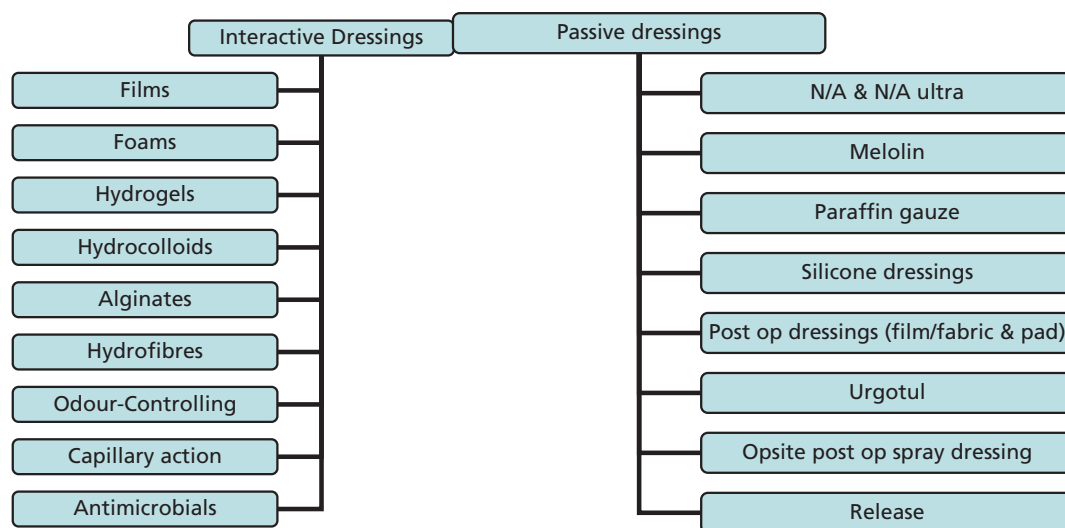 Interactive Dressings
Passive dressings
Films
Foams
Hydrogels
Hydrocolloids
Alginates
Hydrofibres
Odour-Controlling
Capillary action
Antimicrobials
N/A & N/A ultra
Melolin
Paraffin gauze
Silicone dressings
Post op dressings (film/fabric & pad)
Urgotul
Opsite post op spray dressing
Release